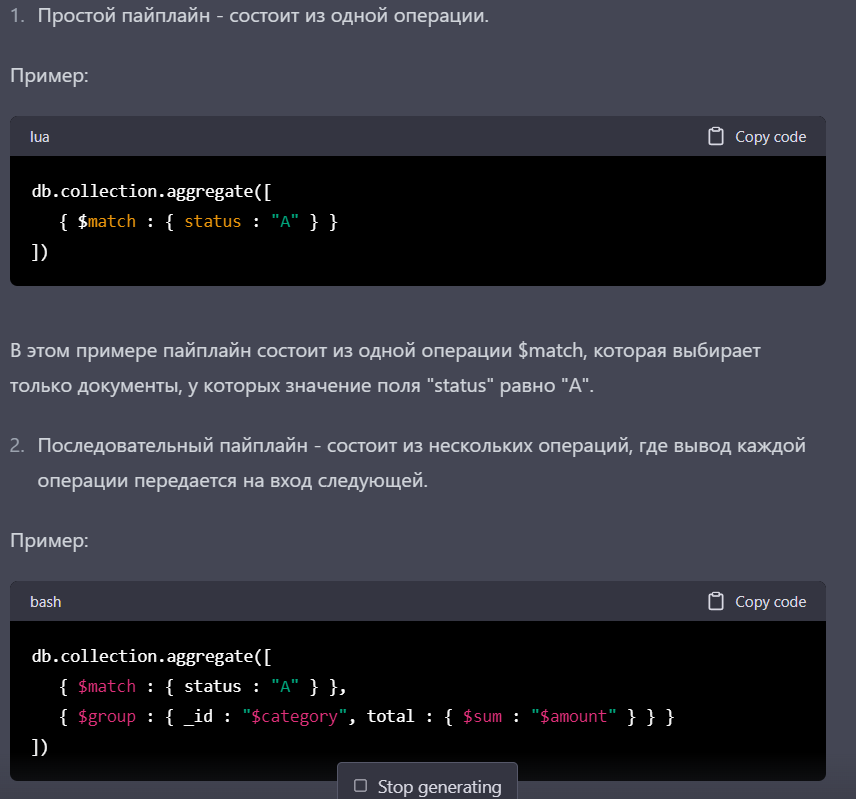 1. Простой пайплайн - состоит из одной операции.
Пример:
lua Copy code
db.collection.aggregate([
   { $match : { status : "A" } }
])
В этом примере пайплайн состоит из одной операции $match, которая выбирает
только документы, у которых значение поля "status" равно "A".
2. Последовательный пайплайн - состоит из нескольких операций, где вывод каждой
операции передается на вход следующей.
Пример:
bash Copy code
db.collection.aggregate([
   { $match : { status : "A" } },
   { $group : { _id : "$category", total : { $sum : "$amount" } } }
])
Stop generating